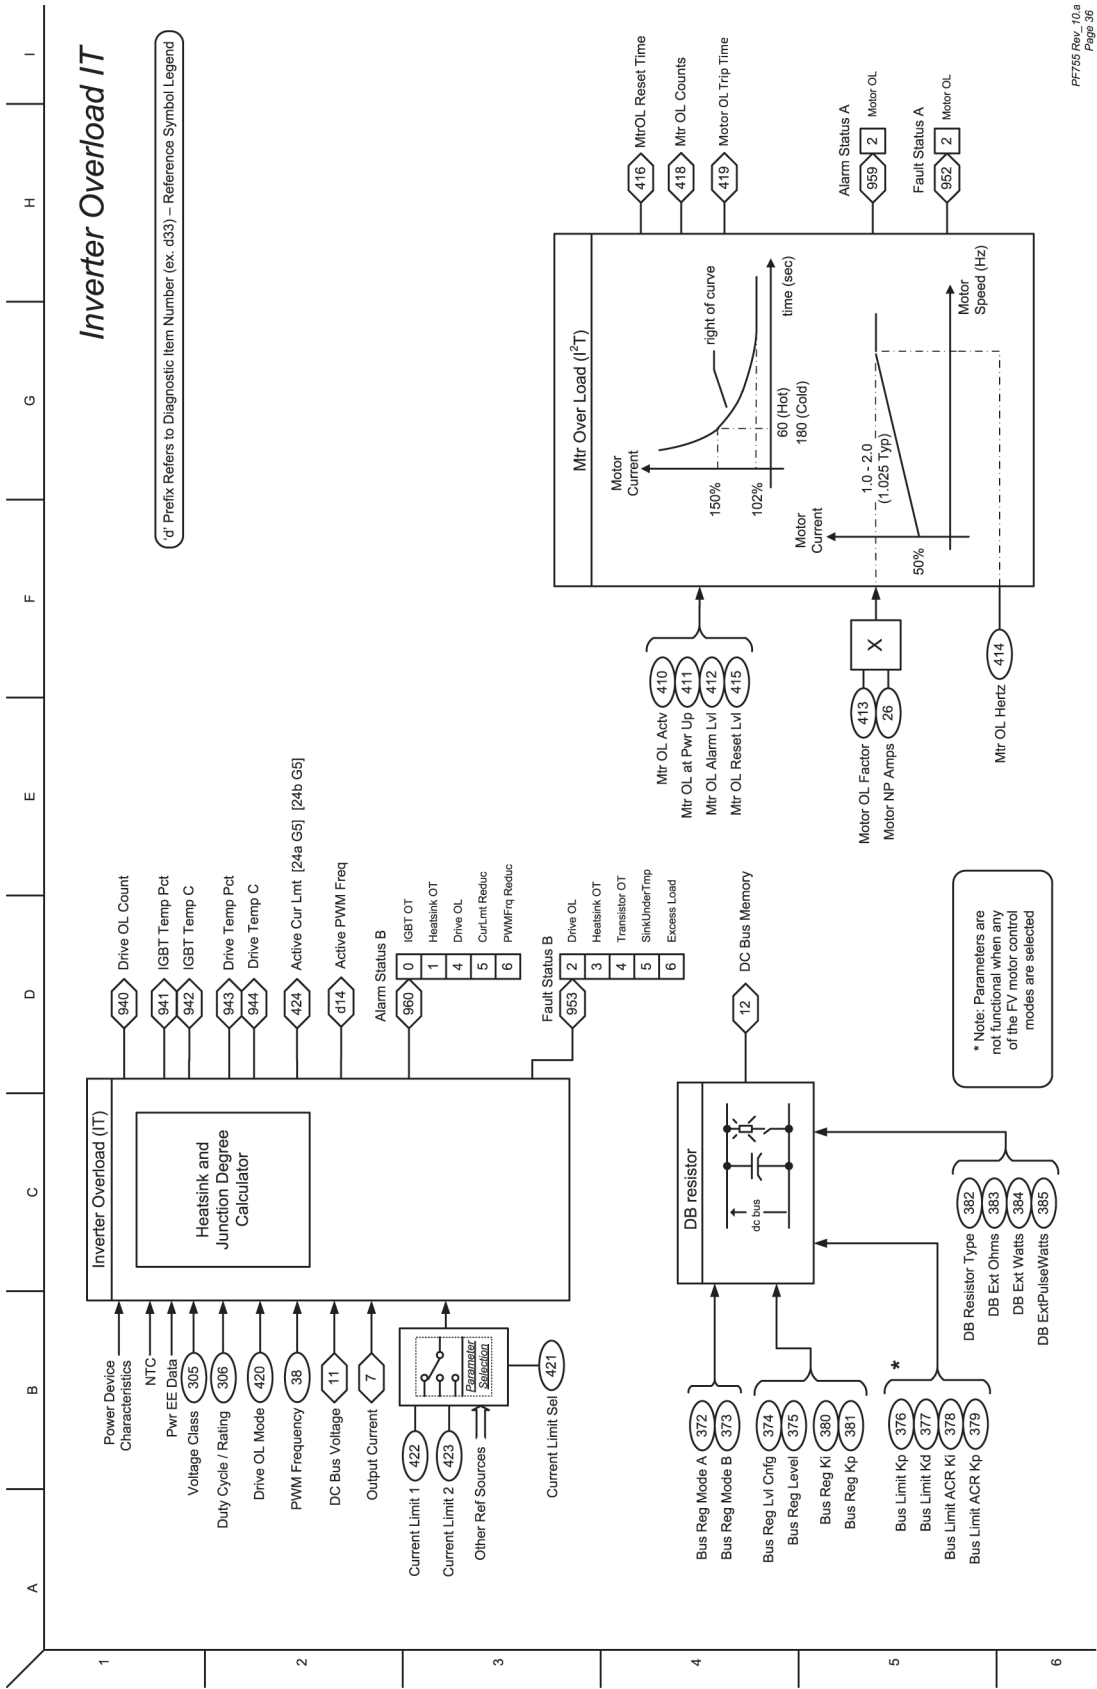 Inverter Overload IT
'd' Prefix Refers to Diagnostic Item Number (ex. d33) – Reference Symbol Legend
A
B
C
D
E
F
G
H
I
1
2
3
4
5
6
Inverter Overload (IT)
Heatsink and
Junction Degree
Calculator
Power Device
Characteristics
NTC
Pwr EE Data
Voltage Class 305
Duty Cycle / Rating 306
Drive OL Mode 420
PWM Frequency 38
DC Bus Voltage 11
Output Current 7
Current Limit 1 422
Current Limit 2 423
Other Ref Sources
Parameter
Selection
Current Limit Sel 421
940 Drive OL Count
941 IGBT Temp Pct
942 IGBT Temp C
943 Drive Temp Pct
944 Drive Temp C
424 Active Cur Lmt [24a G5] [24b G5]
d14 Active PWM Freq
Alarm Status B
960 0 IGBT OT
1 Heatsink OT
4 Drive OL
5 CurLmt Reduc
6 PWMFrq Reduc
Fault Status B
953 2 Drive OL
3 Heatsink OT
4 Transistor OT
5 SinkUnderTmp
6 Excess Load
DB resistor
dc bus
12 DC Bus Memory
Bus Reg Mode A 372
Bus Reg Mode B 373
Bus Reg Lvl Cnfg 374
Bus Reg Level 375
Bus Reg Ki 380
Bus Reg Kp 381
*
Bus Limit Kp 376
Bus Limit Kd 377
Bus Limit ACR Ki 378
Bus Limit ACR Kp 379
DB Resistor Type 382
DB Ext Ohms 383
DB Ext Watts 384
DB ExtPulseWatts 385
* Note: Parameters are
not functional when any
of the FV motor control
modes are selected
Mtr Over Load (I²T)
Motor
Current
150%
102%
right of curve
60 (Hot)
180 (Cold)
time (sec)
Motor
Current
1.0 - 2.0
(1.025 Typ)
50%
Motor
Speed (Hz)
Mtr OL Actv 410
Mtr OL at Pwr Up 411
Mtr OL Alarm Lvl 412
Mtr OL Reset Lvl 415
Motor OL Factor 413
Motor NP Amps 26
X
Mtr OL Hertz 414
416 MtrOL Reset Time
418 Mtr OL Counts
419 Motor OL Trip Time
Alarm Status A
959 2 Motor OL
Fault Status A
952 2 Motor OL
PF755 Rev_10.a
Page 36